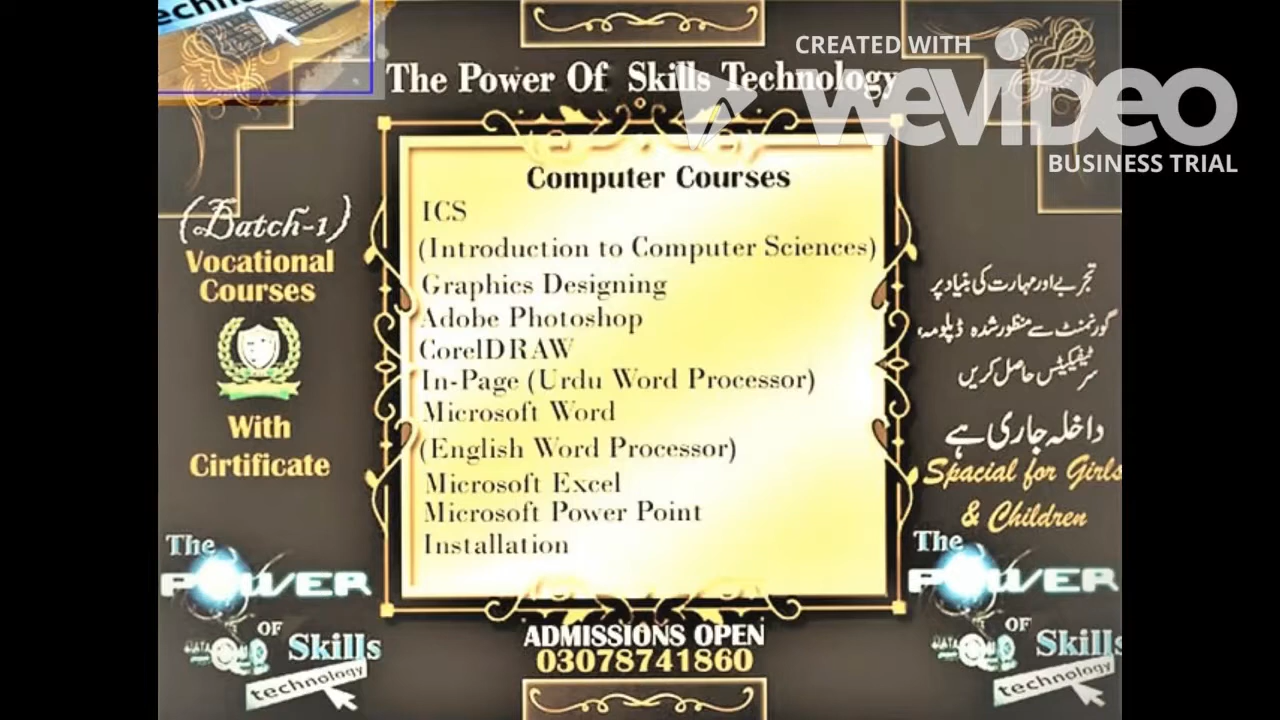 techno
CREATED WITH
WEVIDEO
BUSINESS TRIAL
The Power Of Skills Technology
Computer Courses
ICS
(Introduction to Computer Sciences)
Graphics Designing
Adobe Photoshop
CorelDRAW
In-Page (Urdu Word Processor)
Microsoft Word
(English Word Processor)
Microsoft Excel
Microsoft Power Point
Installation
(Batch-1)
Vocational
Courses
With
Cirtificate
تجربے اور مہارت کی بنیاد پر
گورنمنٹ سے منظور شدہ ڈپلومہ،
سرٹیفیکیٹس حاصل کریں
داخلہ جاری ہے
Spacial for Girls
& Children
The
POWER
OF
Skills
technology
The
POWER
OF
Skills
technology
ADMISSIONS OPEN
03078741860